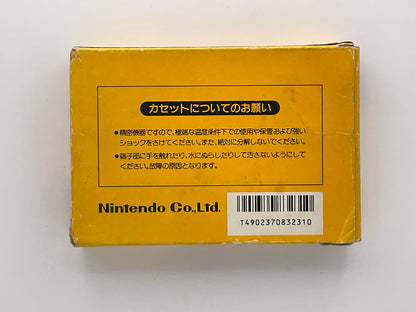 カセットについてのお願い
●精密機器ですので、極端な温度条件下での使用や保管および強い
ショックをさけてください。また、絶対に分解しないでください。
●端子部に手を触れたり、水にぬらしたりして汚さないようにして
ください。故障の原因となります。
Nintendo Co.,Ltd.
T4902370832310